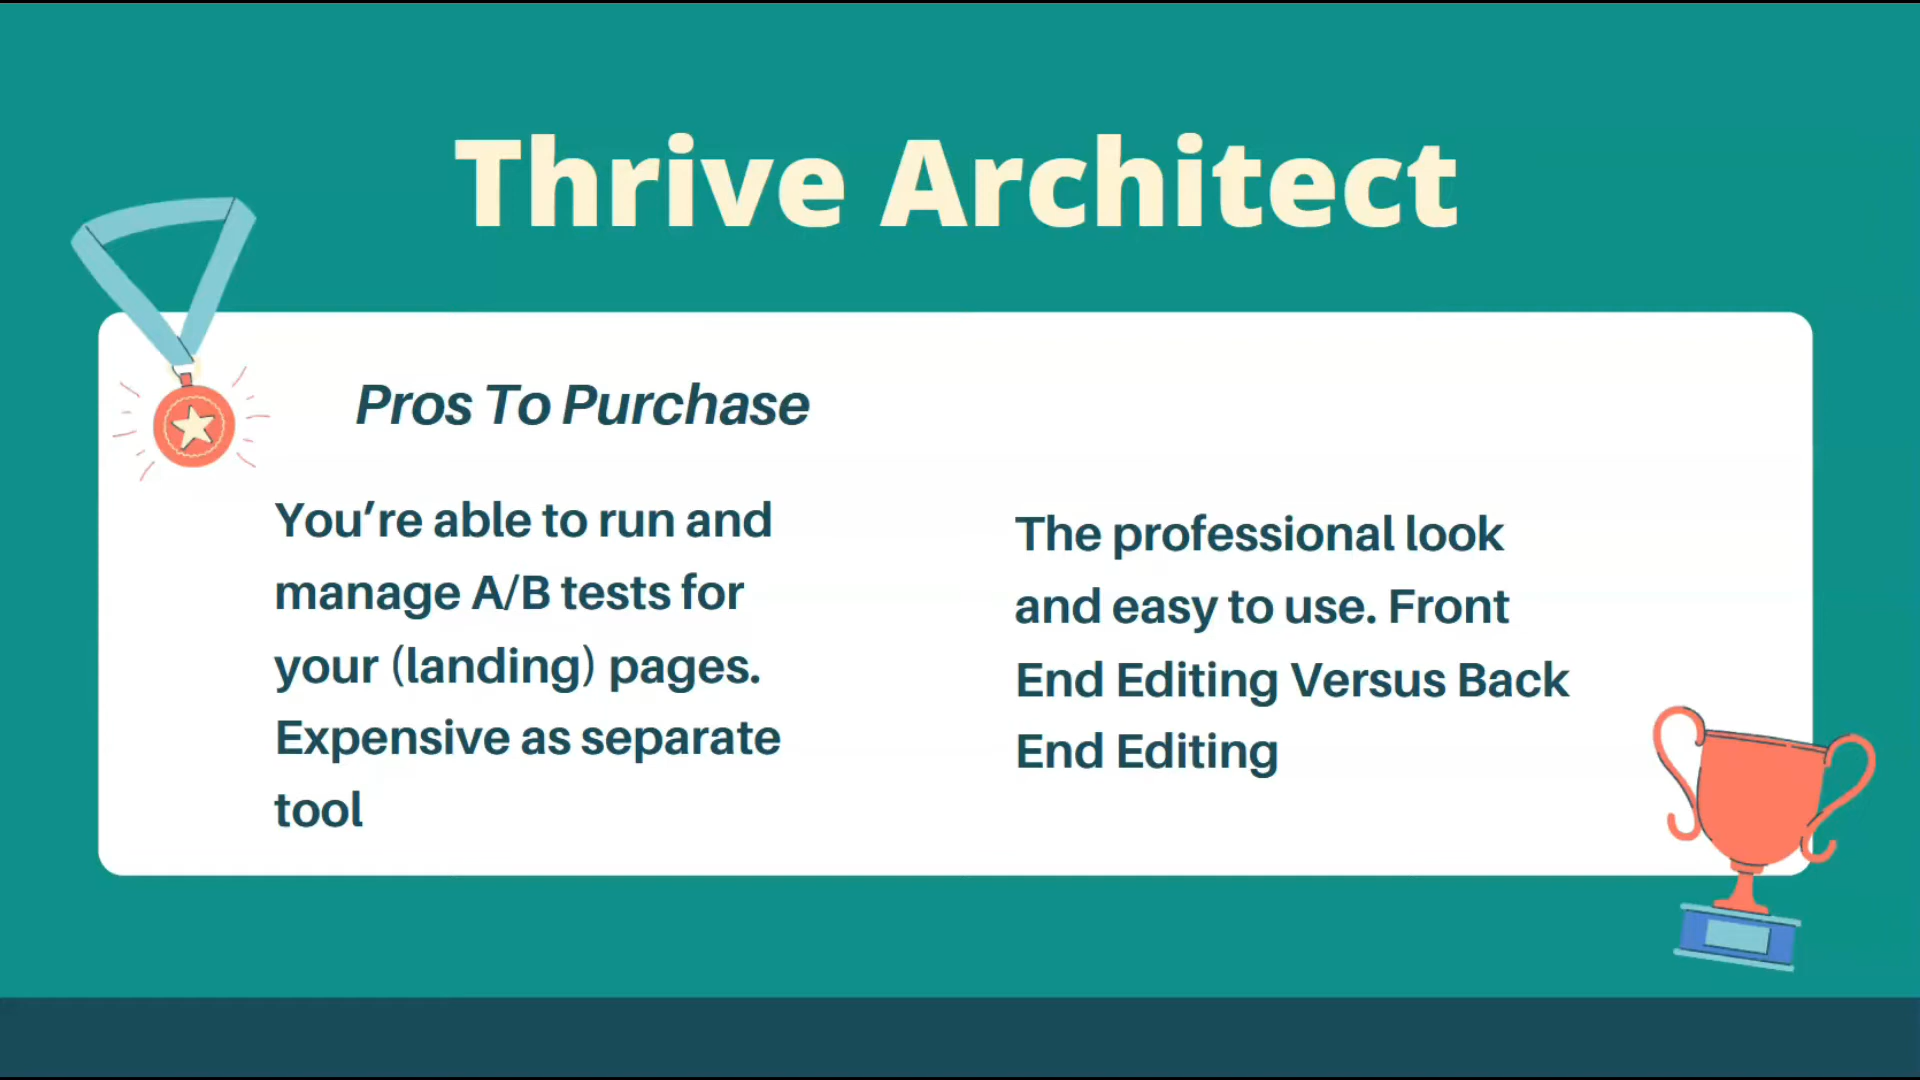 Thrive Architect
Pros To Purchase
You’re able to run and
manage A/B tests for
your (landing) pages.
Expensive as separate
tool
The professional look
and easy to use. Front
End Editing Versus Back
End Editing